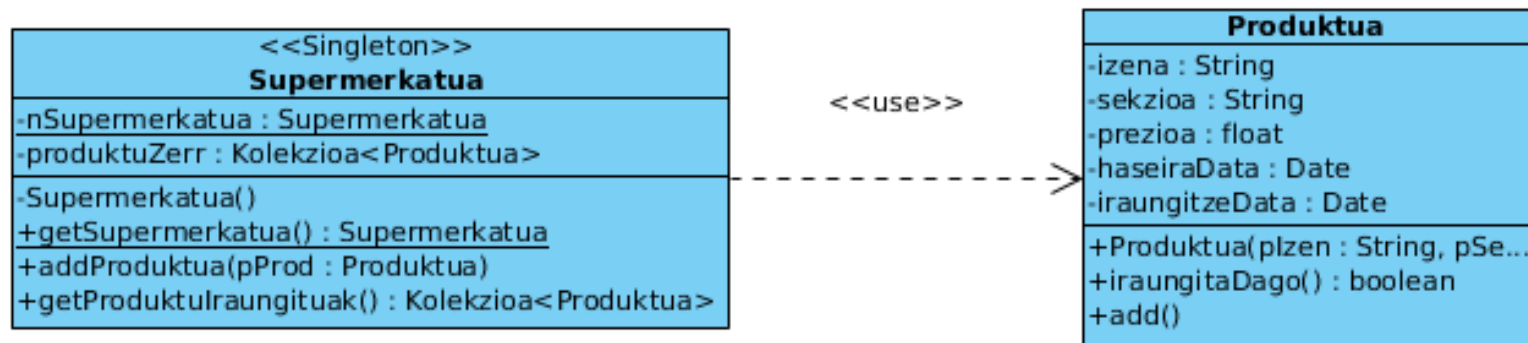 <<Singleton>>
Supermerkatua
-nSupermerkatua : Supermerkatua
-produktuZerr : Kolekzioa<Produktua>
-Supermerkatua()
+getSupermerkatua() : Supermerkatua
+addProduktua(pProd : Produktua)
+getProduktuIraungituak() : Kolekzioa<Produktua>
<<use>>
Produktua
-izena : String
-sekzioa : String
-prezioa : float
-haseiraData : Date
-iraungitzeData : Date
+Produktua(pIzen : String, pSe...
+iraungitaDago() : boolean
+add()